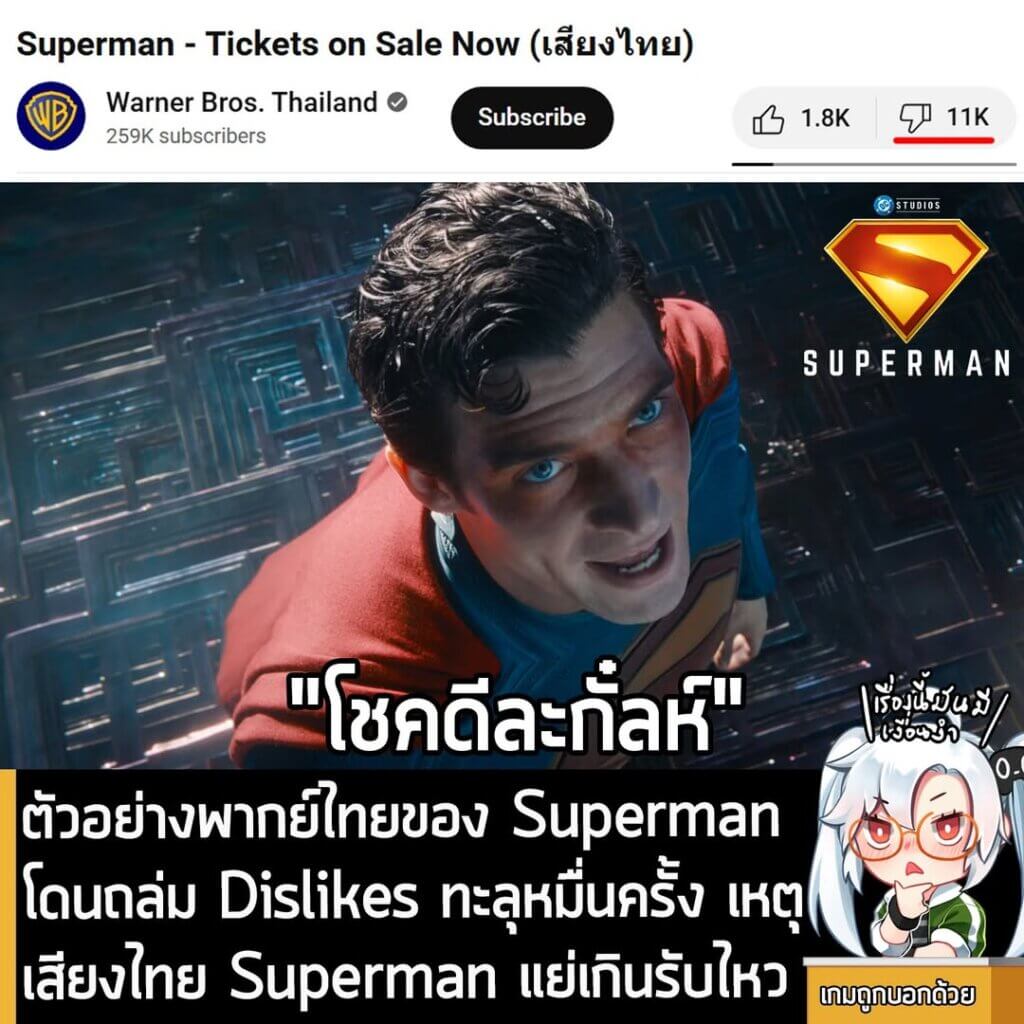 Superman - Tickets on Sale Now (เสียงไทย)
Warner Bros. Thailand
259K subscribers
Subscribe
1.8K
11K
STUDIOS
SUPERMAN
"โชคดีละกั๋ลห์"
เรื่องนี้มันมี
เงื่อนงำ
ตัวอย่างพากย์ไทยของ Superman
โดนถล่ม Dislikes ทะลุหมื่นครั้ง เหตุ
เสียงไทย Superman แย่เกินรับไหว
เกมถูกบอกด้วย